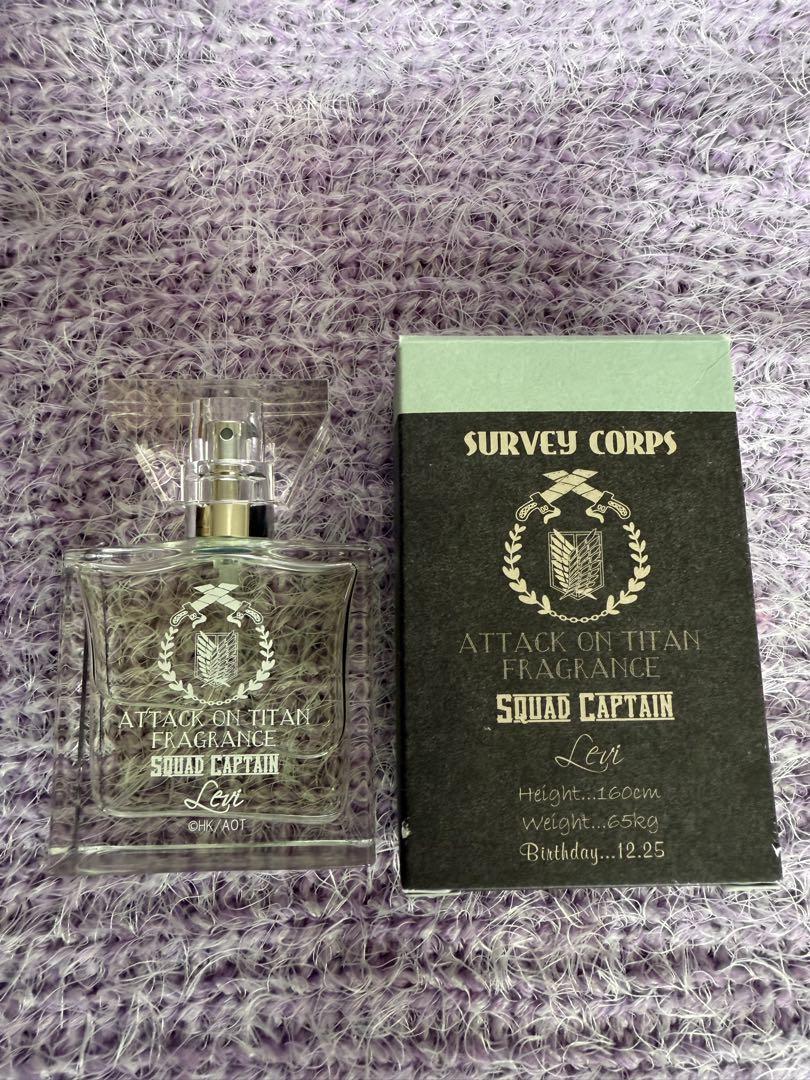 ATTACK ON TITAN
FRAGRANCE
SQUAD CAPTAIN
Levi
©HK/AOT
SURVEY CORPS
ATTACK ON TITAN
FRAGRANCE
SQUAD CAPTAIN
Levi
Height...160cm
Weight...65kg
Birthday...12.25